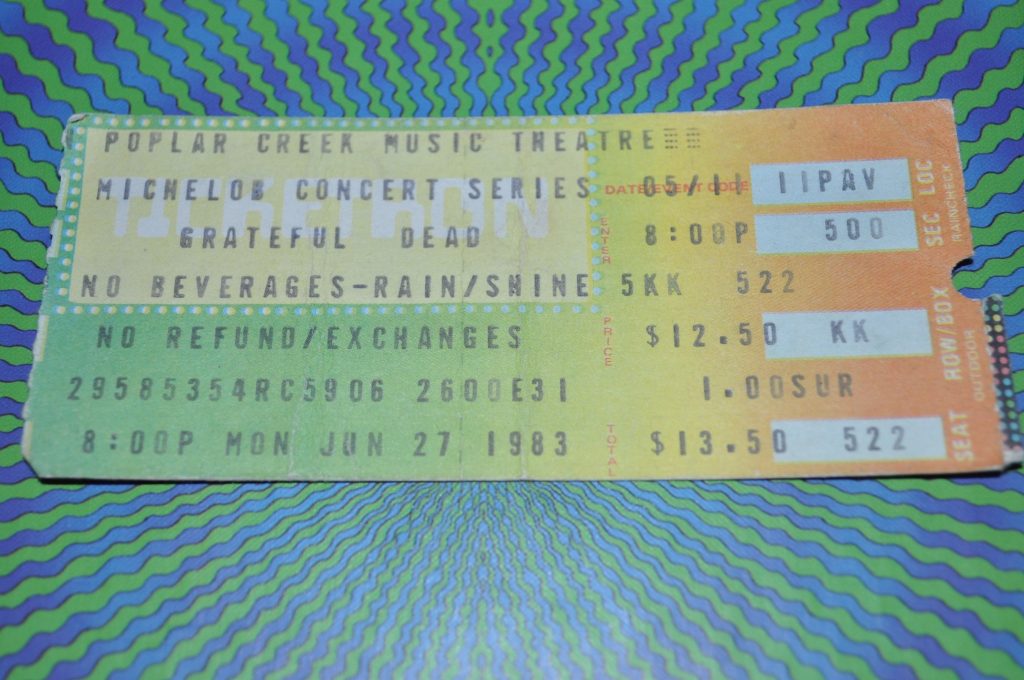 POPLAR CREEK MUSIC THEATRE
TICKETRON
MICHELOB CONCERT SERIES 05/11 11PAV
DATE/EVENT CODE
GRATEFUL DEAD 8:00P 500
ENTER
SEC LOC
RAINCHECK
NO BEVERAGES-RAIN/SHINE 5KK 522
NO REFUND/EXCHANGES $12.50 KK
PRICE
ROW/BOX
OUTDOOR
29585354RC5906 2600E31 1.00SUR
8:00P MON JUN 27 1983 $13.50 522
TOTAL
SEAT